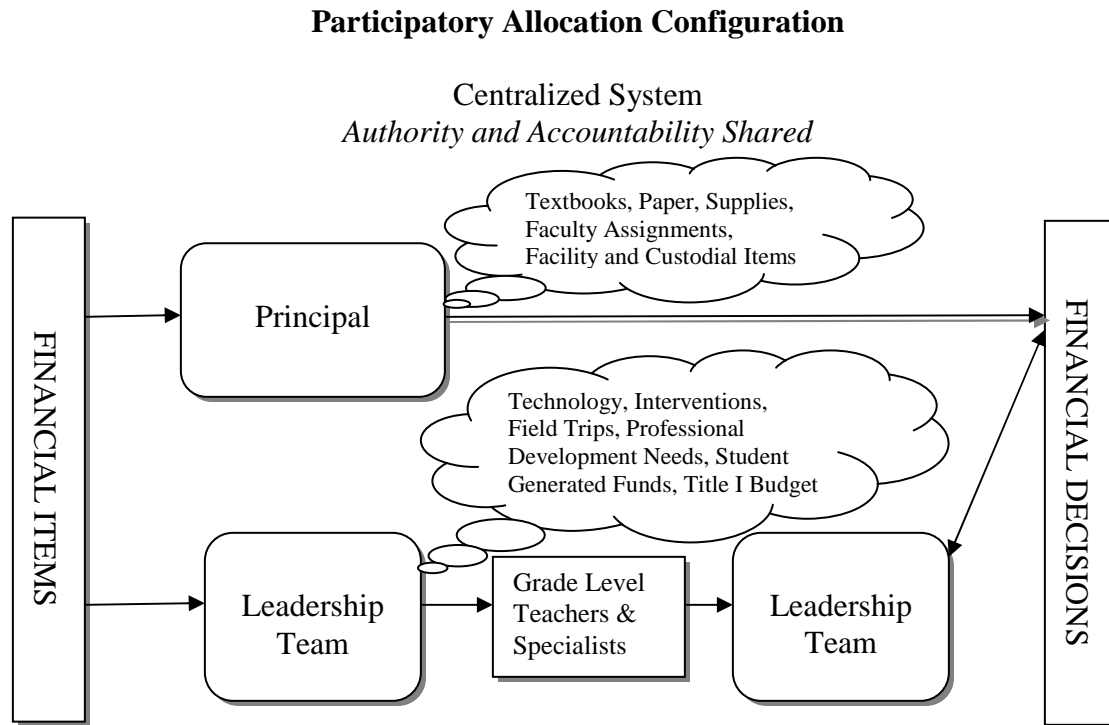 Participatory Allocation Configuration
Centralized System
Authority and Accountability Shared
Textbooks, Paper, Supplies,
Faculty Assignments,
Facility and Custodial Items
FINANCIAL ITEMS
Principal
FINANCIAL DECISIONS
Technology, Interventions,
Field Trips, Professional
Development Needs, Student
Generated Funds, Title I Budget
Leadership
Team
Grade Level
Teachers &
Specialists
Leadership
Team